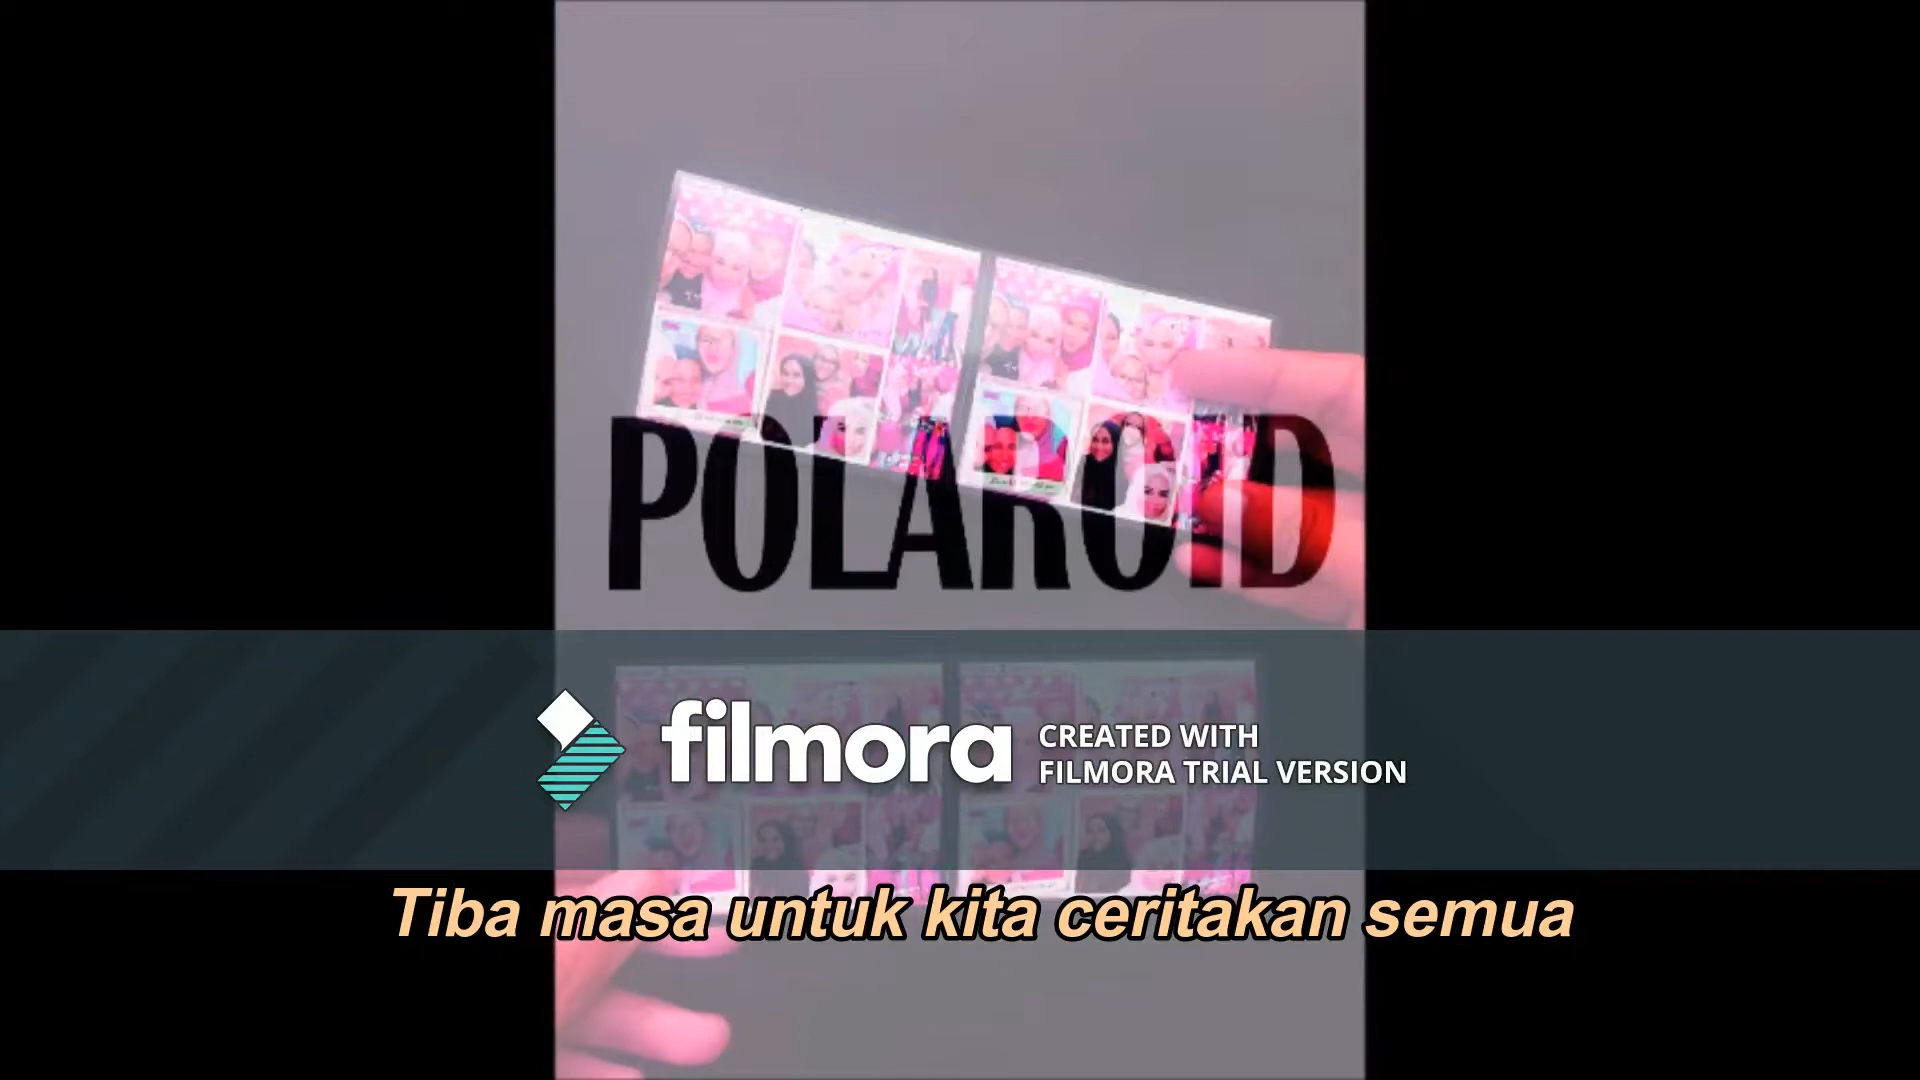 POLAROID
filmora
CREATED WITH
FILMORA TRIAL VERSION
Tiba masa untuk kita ceritakan semua